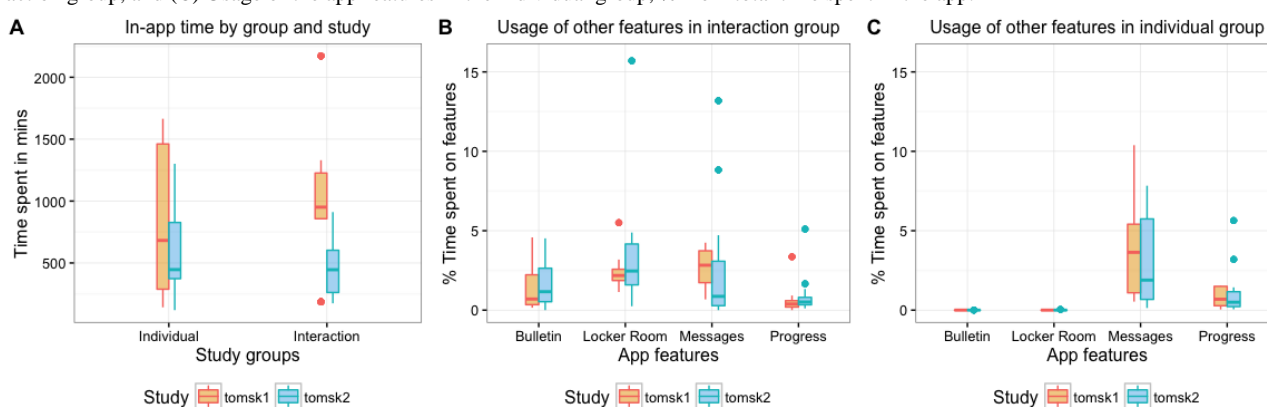 A In-app time by group and study
Time spent in mins
2000
1500
1000
500
Individual Interaction
Study groups
Study tomsk1 tomsk2
B Usage of other features in interaction group
% Time spent on features
15
10
5
0
Bulletin Locker Room Messages Progress
App features
Study tomsk1 tomsk2
C Usage of other features in individual group
% Time spent on features
15
10
5
0
Bulletin Locker Room Messages Progress
App features
Study tomsk1 tomsk2